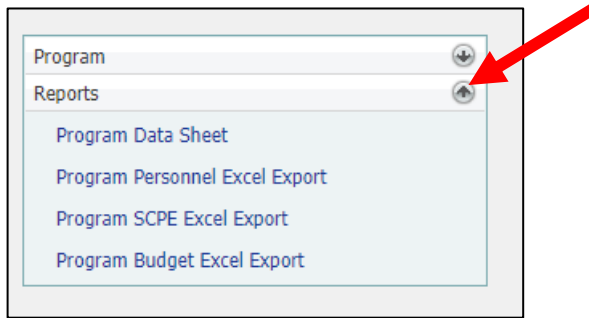 Program
Reports
Program Data Sheet
Program Personnel Excel Export
Program SCPE Excel Export
Program Budget Excel Export